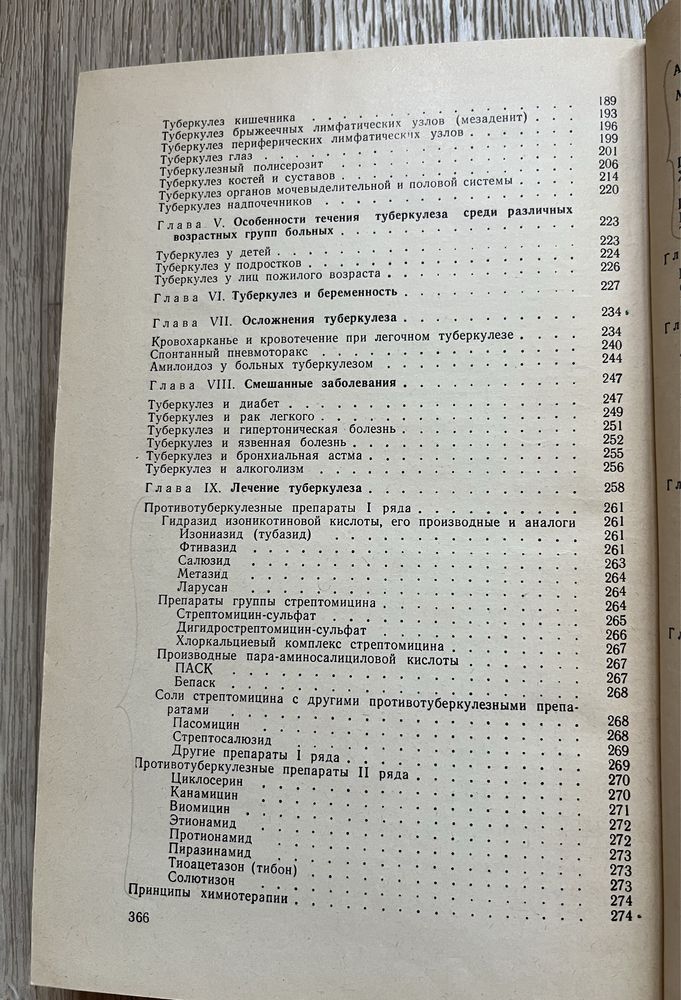 Туберкулез кишечника . . . 189
Туберкулез брыжеечных лимфатических узлов (мезаденит) . . . 193
Туберкулез периферических лимфатических узлов . . . 196
Туберкулез глаз . . . 199
Туберкулезный полисерозит . . . 201
Туберкулез костей и суставов . . . 206
Туберкулез органов мочевыделительной и половой системы . . . 214
Туберкулез надпочечников . . . 220
Глава V. Особенности течения туберкулеза среди различных
возрастных групп больных . . . 223
Туберкулез у детей . . . 223
Туберкулез у подростков . . . 224
Туберкулез у лиц пожилого возраста . . . 226
Глава VI. Туберкулез и беременность . . . 227
Глава VII. Осложнения туберкулеза . . . 234
Кровохарканье и кровотечение при легочном туберкулезе . . . 234
Спонтанный пневмоторакс . . . 240
Амилоидоз у больных туберкулезом . . . 244
Глава VIII. Смешанные заболевания . . . 247
Туберкулез и диабет . . . 247
Туберкулез и рак легкого . . . 249
Туберкулез и гипертоническая болезнь . . . 251
Туберкулез и язвенная болезнь . . . 252
Туберкулез и бронхиальная астма . . . 255
Туберкулез и алкоголизм . . . 256
Глава IX. Лечение туберкулеза . . . 258
Противотуберкулезные препараты I ряда . . . 261
Гидразид изоникотиновой кислоты, его производные и аналоги 261
Изониазид (тубазид) . . . 261
Фтивазид . . . 261
Салюзид . . . 263
Метазид . . . 264
Ларусан . . . 264
Препараты группы стрептомицина . . . 264
Стрептомицин-сульфат . . . 265
Дигидрострептомицин-сульфат . . . 266
Хлоркальциевый комплекс стрептомицина . . . 267
Производные пара-аминосалициловой кислоты . . . 267
ПАСК . . . 267
Бепаск . . . 268
Соли стрептомицина с другими противотуберкулезными препа-
ратами . . . 268
Пасомицин . . . 268
Стрептосалюзид . . . 269
Другие препараты I ряда . . . 269
Противотуберкулезные препараты II ряда . . . 270
Циклосерин . . . 270
Канамицин . . . 271
Виомицин . . . 272
Этионамид . . . 272
Протионамид . . . 273
Пиразинамид . . . 273
Тиоацетазон (тибон) . . . 273
Солютизон . . . 274
Принципы химиотерапии . . . 274
366